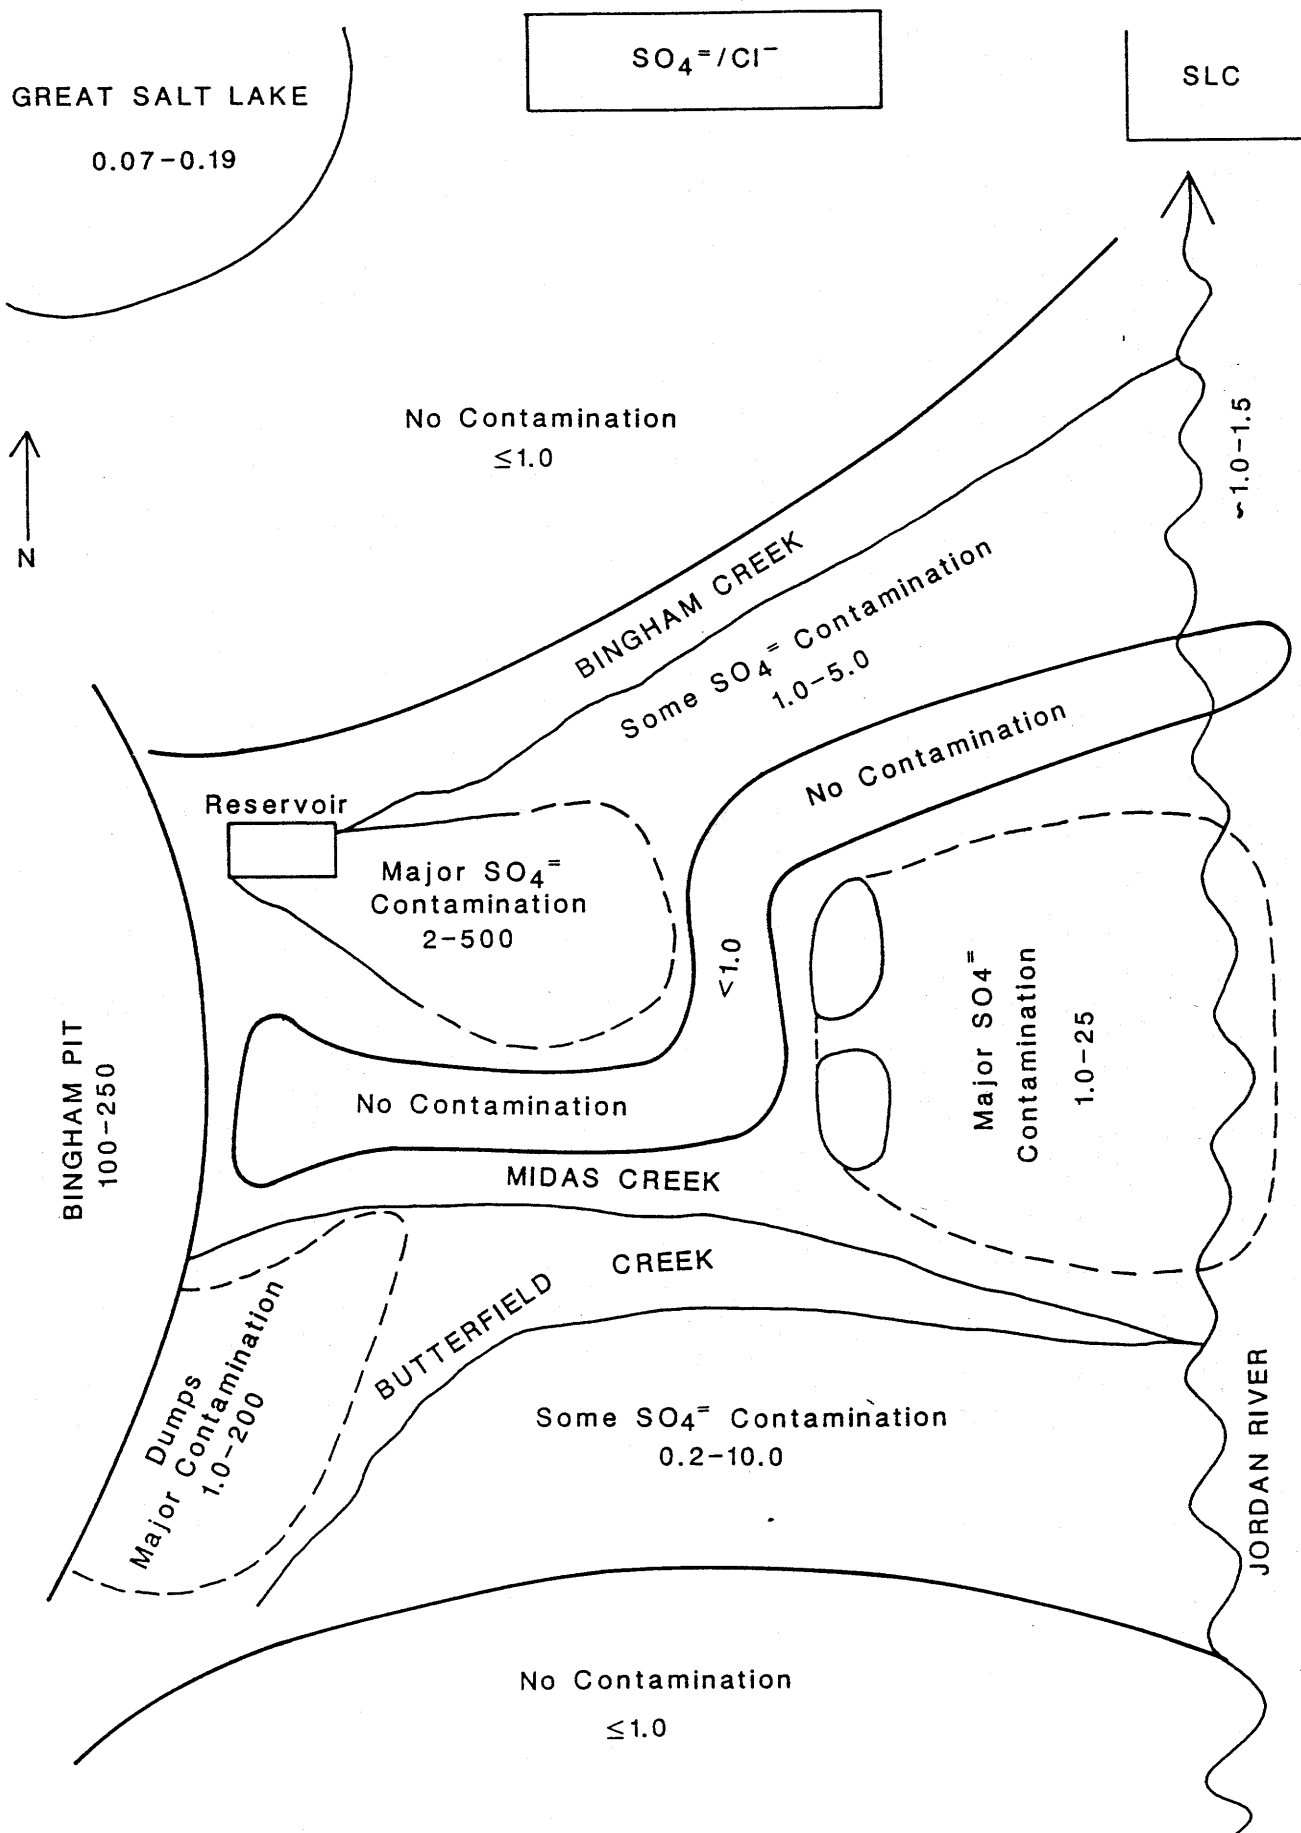 SO₄⁼/Cl⁻
SLC
GREAT SALT LAKE
0.07-0.19
No Contamination
≤1.0
~1.0-1.5
N
BINGHAM CREEK
Some SO₄⁼ Contamination
1.0-5.0
No Contamination
Reservoir
Major SO₄⁼
Contamination
2-500
<1.0
Major SO4⁼
Contamination
1.0-25
BINGHAM PIT
100-250
No Contamination
MIDAS CREEK
BUTTERFIELD CREEK
Dumps
Major Contamination
1.0-200
Some SO₄⁼ Contamination
0.2-10.0
JORDAN RIVER
No Contamination
≤1.0